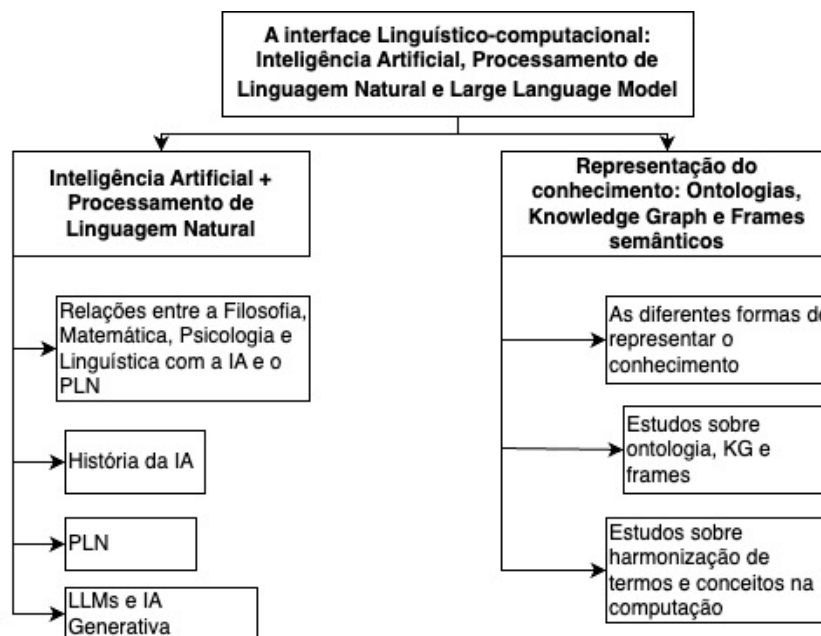 A interface Linguístico-computacional:
Inteligência Artificial, Processamento de
Linguagem Natural e Large Language Model
Inteligência Artificial +
Processamento de
Linguagem Natural
Relações entre a Filosofia,
Matemática, Psicologia e
Linguística com a IA e o
PLN
História da IA
PLN
LLMs e IA
Generativa
Representação do
conhecimento: Ontologias,
Knowledge Graph e Frames
semânticos
As diferentes formas de
representar o
conhecimento
Estudos sobre
ontologia, KG e
frames
Estudos sobre
harmonização de
termos e conceitos na
computação